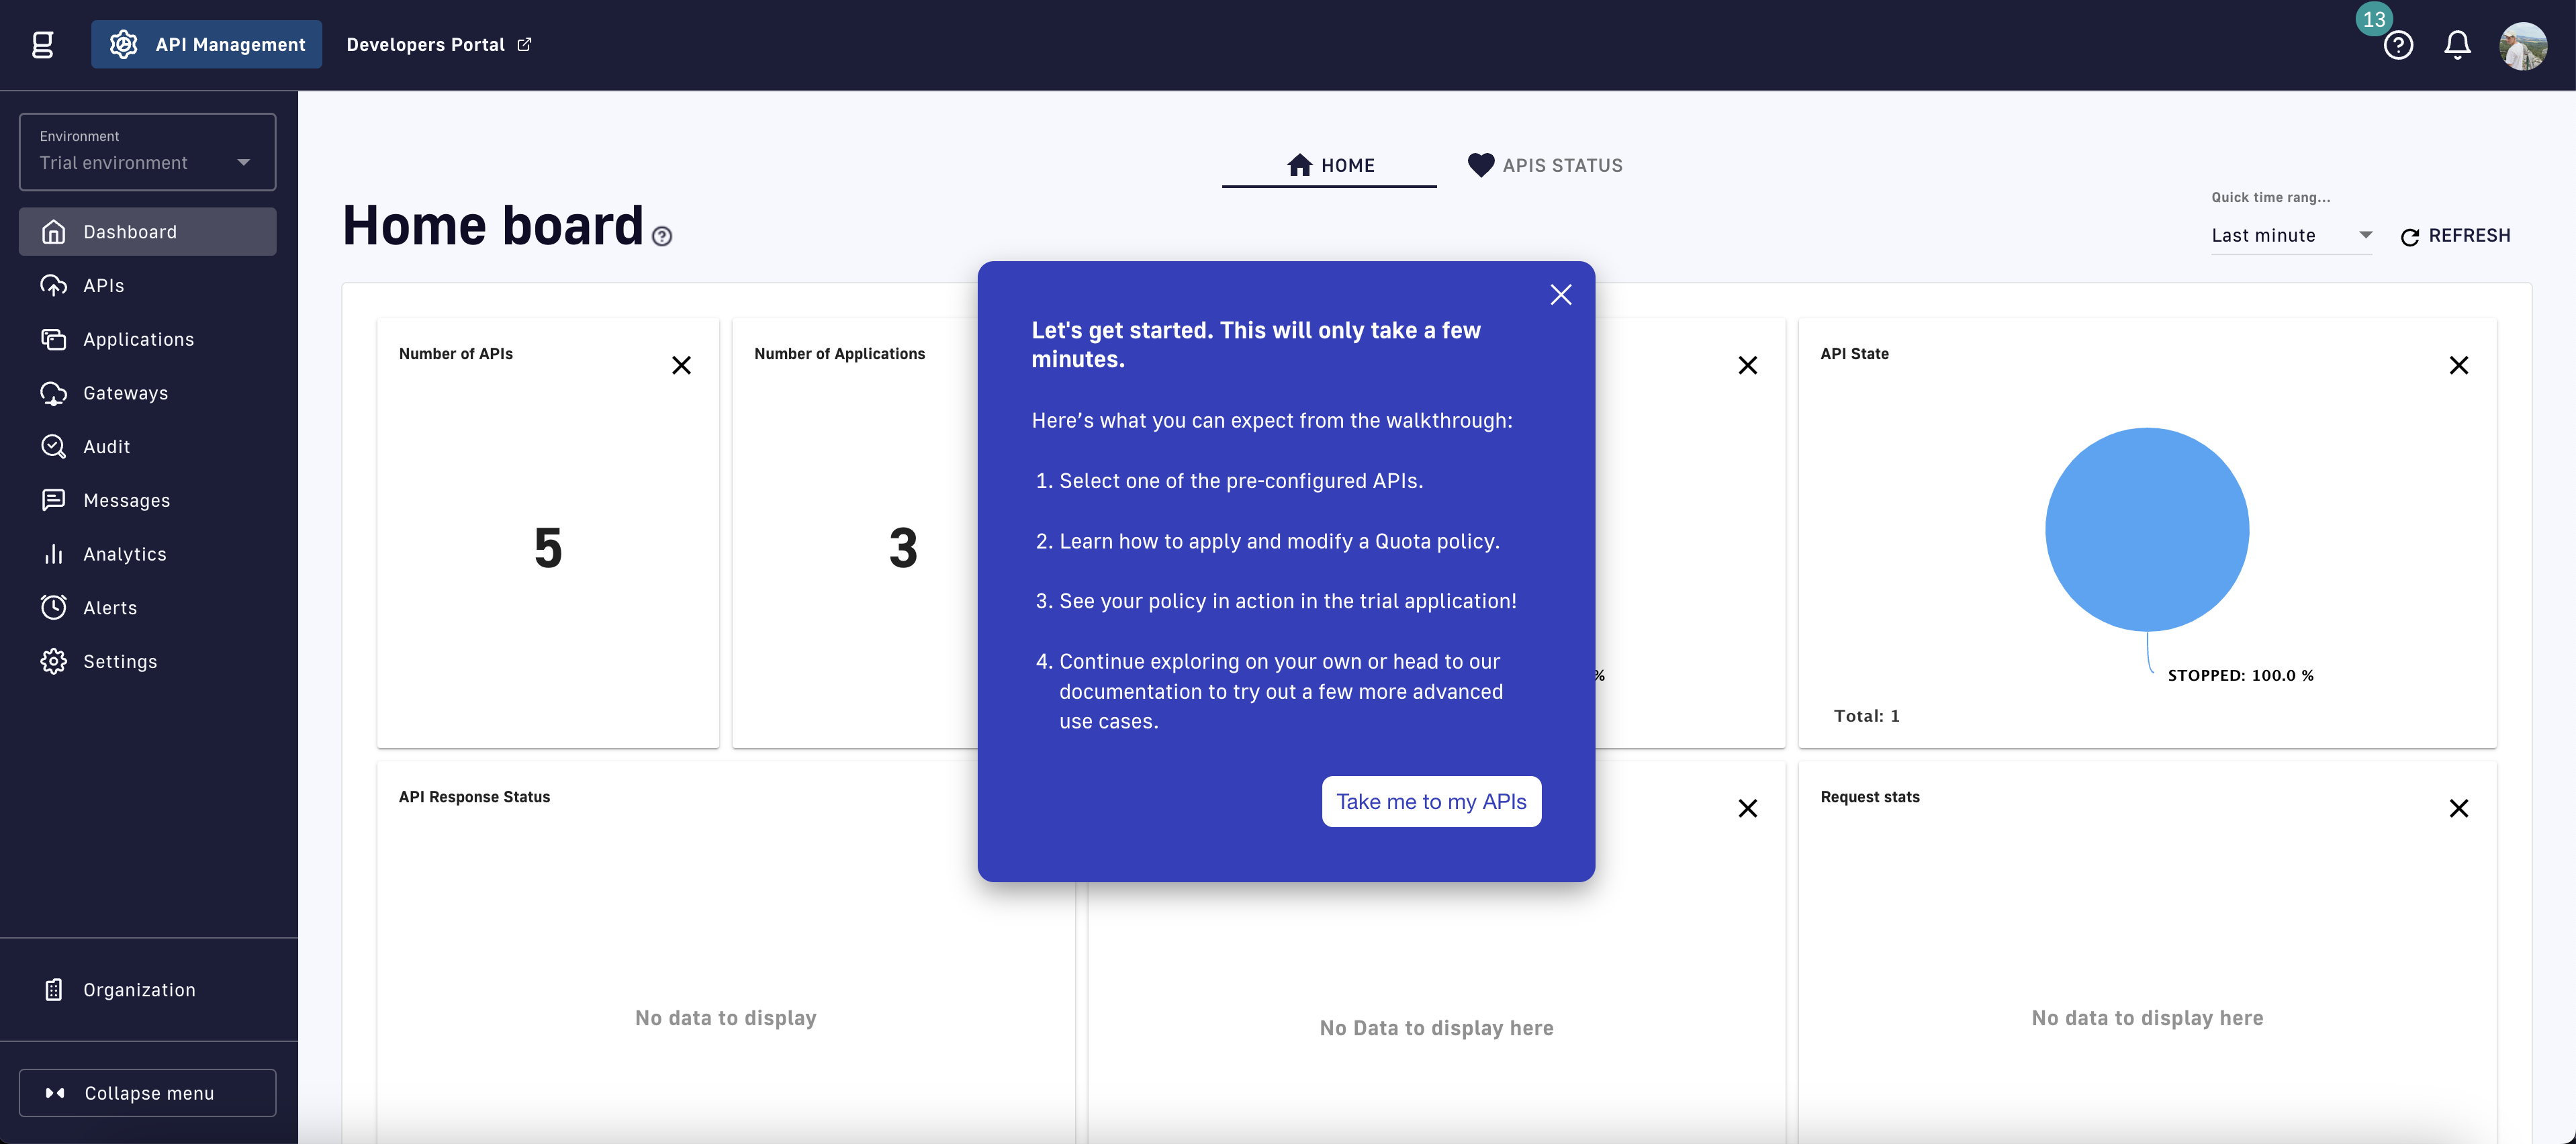 API Management
Developers Portal
13
Environment
Trial environment
Dashboard
APIs
Applications
Gateways
Audit
Messages
Analytics
Alerts
Settings
Organization
Collapse menu
HOME
APIS STATUS
Home board
Quick time rang...
Last minute
REFRESH
Number of APIs
5
Number of Applications
3
%
API State
STOPPED: 100.0 %
Total: 1
Let's get started. This will only take a few
minutes.
Here’s what you can expect from the walkthrough:
1. Select one of the pre-configured APIs.
2. Learn how to apply and modify a Quota policy.
3. See your policy in action in the trial application!
4. Continue exploring on your own or head to our
documentation to try out a few more advanced
use cases.
Take me to my APIs
API Response Status
No data to display
No Data to display here
Request stats
No data to display here